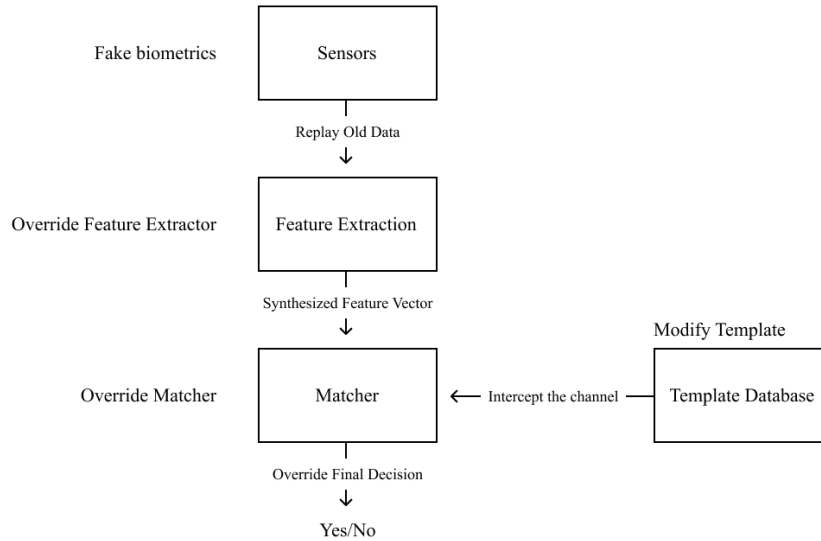 Fake biometrics
Sensors
Replay Old Data
Override Feature Extractor
Feature Extraction
Synthesized Feature Vector
Modify Template
Override Matcher
Matcher
Intercept the channel
Template Database
Override Final Decision
Yes/No